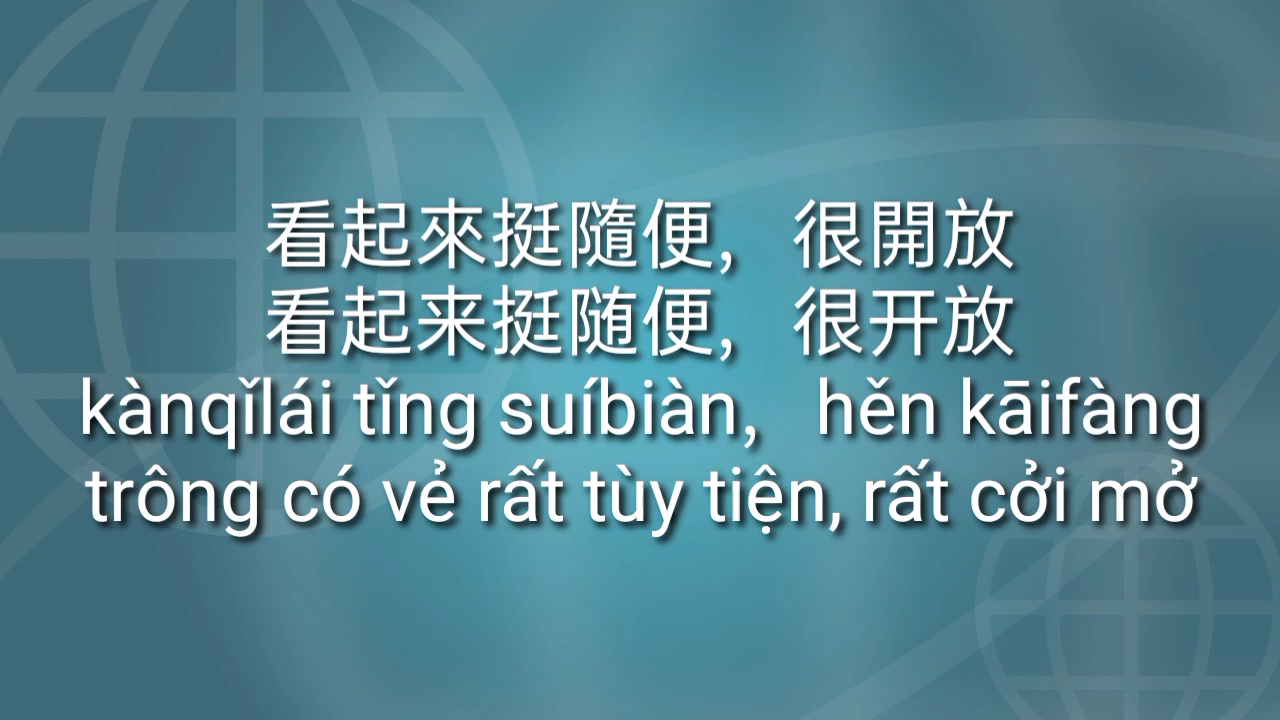 看起來挺隨便,  很開放
看起来挺随便,  很开放
kànqǐlái tǐng suíbiàn,  hěn kāifàng
trông có vẻ rất tùy tiện, rất cởi mở